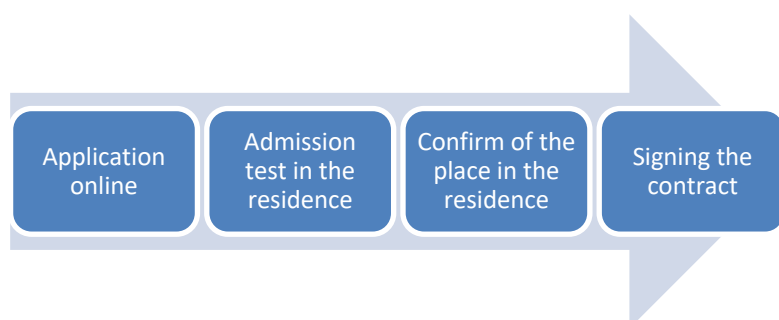 Application
online
Admission
test in the
residence
Confirm of the
place in the
residence
Signing the
contract